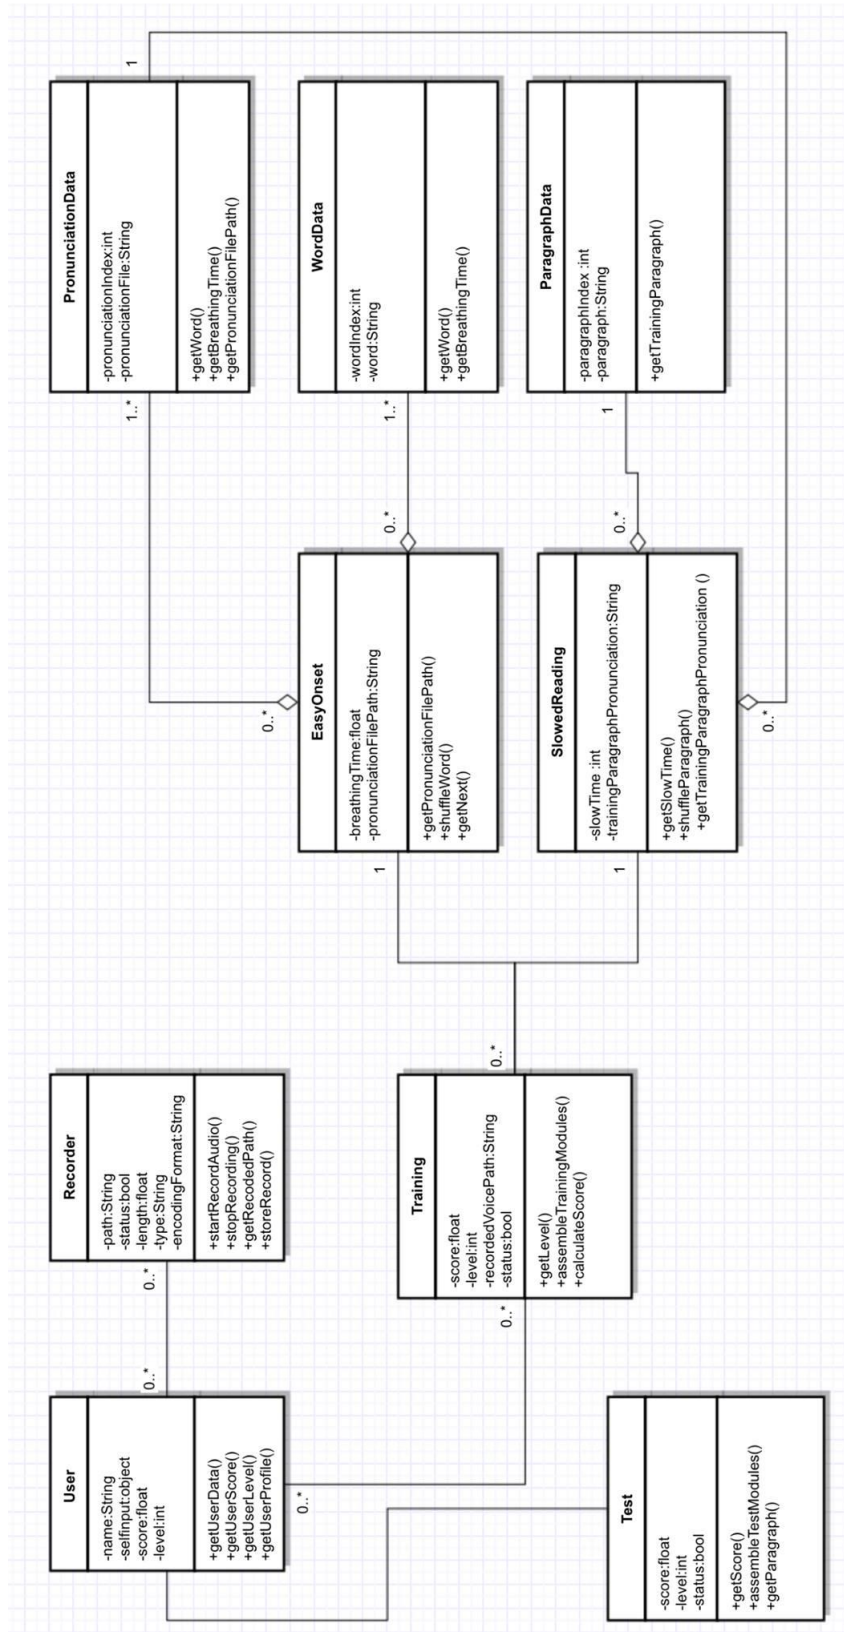 User
-name:String
-selfinput:object
-score:float
-level:int
+getUserData()
+getUserScore()
+getUserLevel()
+getUserProfile()
0..*
0..*
Recorder
-path:String
-status:bool
-length:float
-type:String
-encodingFormat:String
+startRecordAudio()
+stopRecording()
+getRecodedPath()
+storeRecord()
0..*
0..*
Training
-score:float
-level:int
-recordedVoicePath:String
-status:bool
+getLevel()
+assembleTrainingModules()
+calculateScore()
0..*
Test
-score:float
-level:int
-status:bool
+getScore()
+assembleTestModules()
+getParagraph()
1
EasyOnset
-breathingTime:float
-pronunciationFilePath:String
+getPronunciationFilePath()
+shuffleWord()
+getNext()
0..*
0..*
1
SlowedReading
-slowTime :int
-trainingParagraphPronunciation:String
+getSlowTime()
+shuffleParagraph()
+getTrainingParagraphPronunciation ()
0..*
0..*
1..*
PronunciationData
-pronunciationIndex:int
-pronunciationFile:String
+getWord()
+getBreathingTime()
+getPronunciationFilePath()
1
1..*
WordData
-wordIndex:int
-word:String
+getWord()
+getBreathingTime()
1
ParagraphData
-paragraphIndex :int
-paragraph:String
+getTrainingParagraph()